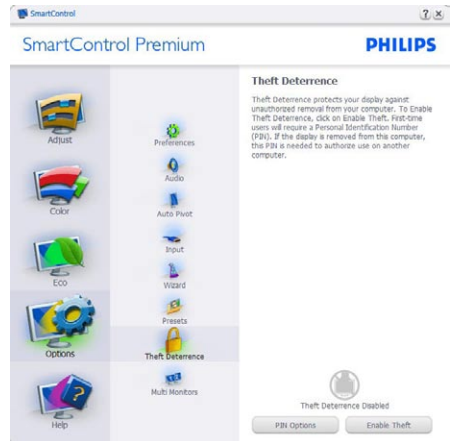 SmartControl
? x
SmartControl Premium
PHILIPS
Adjust
Color
Eco
Options
Help
Preferences
Audio
Auto Pivot
Input
Wizard
Presets
Theft Deterrence
Multi Monitors
Theft Deterrence
Theft Deterrence protects your display against
unauthorized removal from your computer. To Enable
Theft Deterrence, click on Enable Theft. First-time
users will require a Personal Identification Number
(PIN). If the display is removed from this computer,
this PIN is needed to authorize use on another
computer.
Theft Deterrence Disabled
PIN Options
Enable Theft